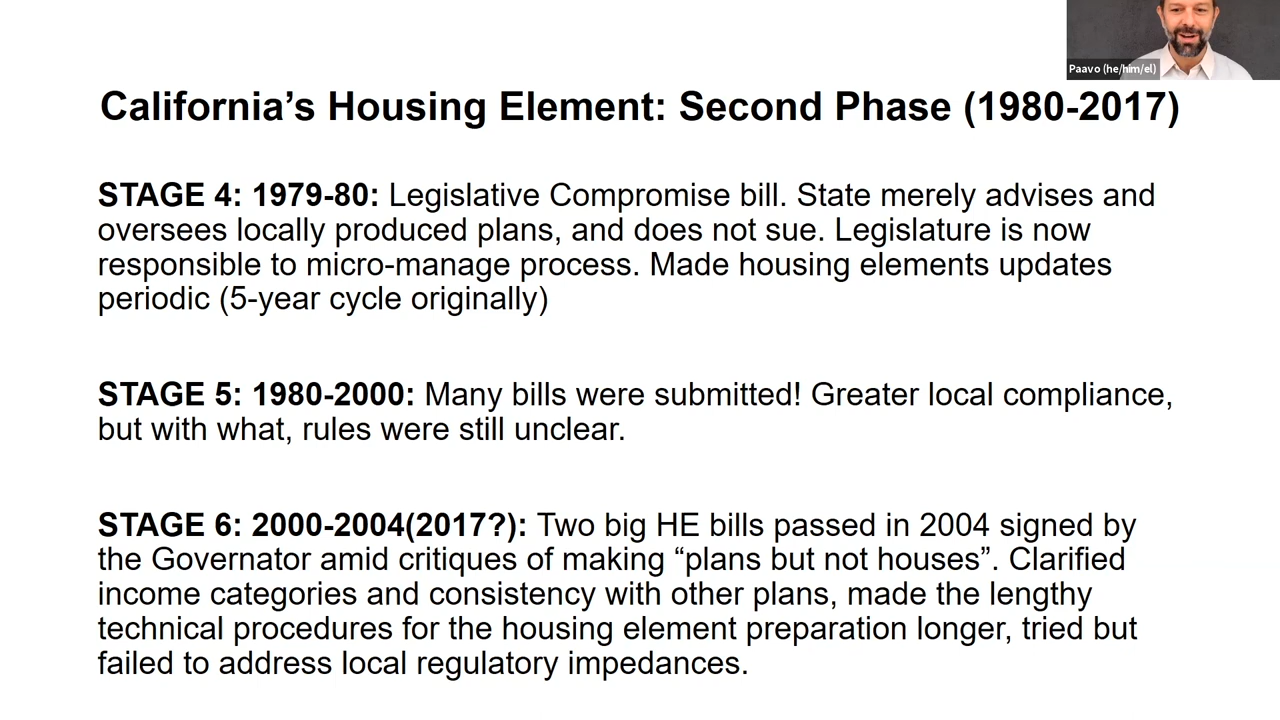 Paavo (he/him/el)
California’s Housing Element: Second Phase (1980-2017)
STAGE 4: 1979-80: Legislative Compromise bill. State merely advises and
oversees locally produced plans, and does not sue. Legislature is now
responsible to micro-manage process. Made housing elements updates
periodic (5-year cycle originally)
STAGE 5: 1980-2000: Many bills were submitted! Greater local compliance,
but with what, rules were still unclear.
STAGE 6: 2000-2004(2017?): Two big HE bills passed in 2004 signed by
the Governator amid critiques of making “plans but not houses”. Clarified
income categories and consistency with other plans, made the lengthy
technical procedures for the housing element preparation longer, tried but
failed to address local regulatory impedances.